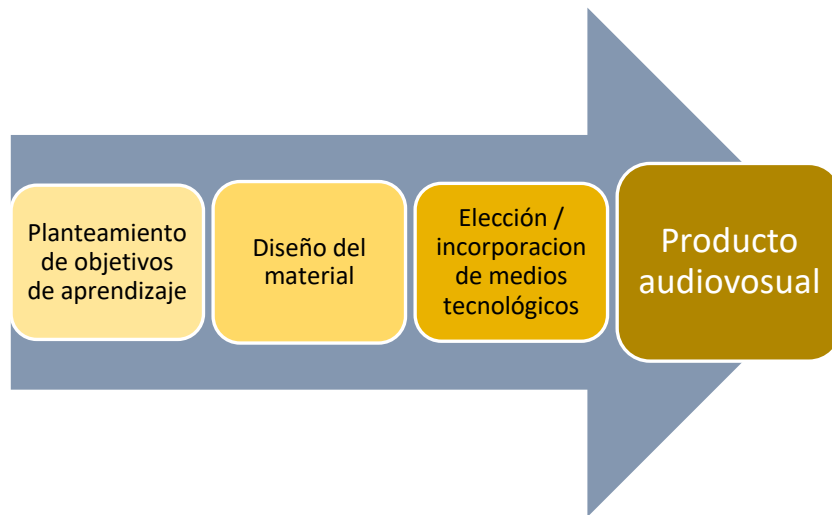 Planteamiento
de objetivos
de aprendizaje
Diseño del
material
Elección /
incorporacion
de medios
tecnológicos
Producto
audiovosual